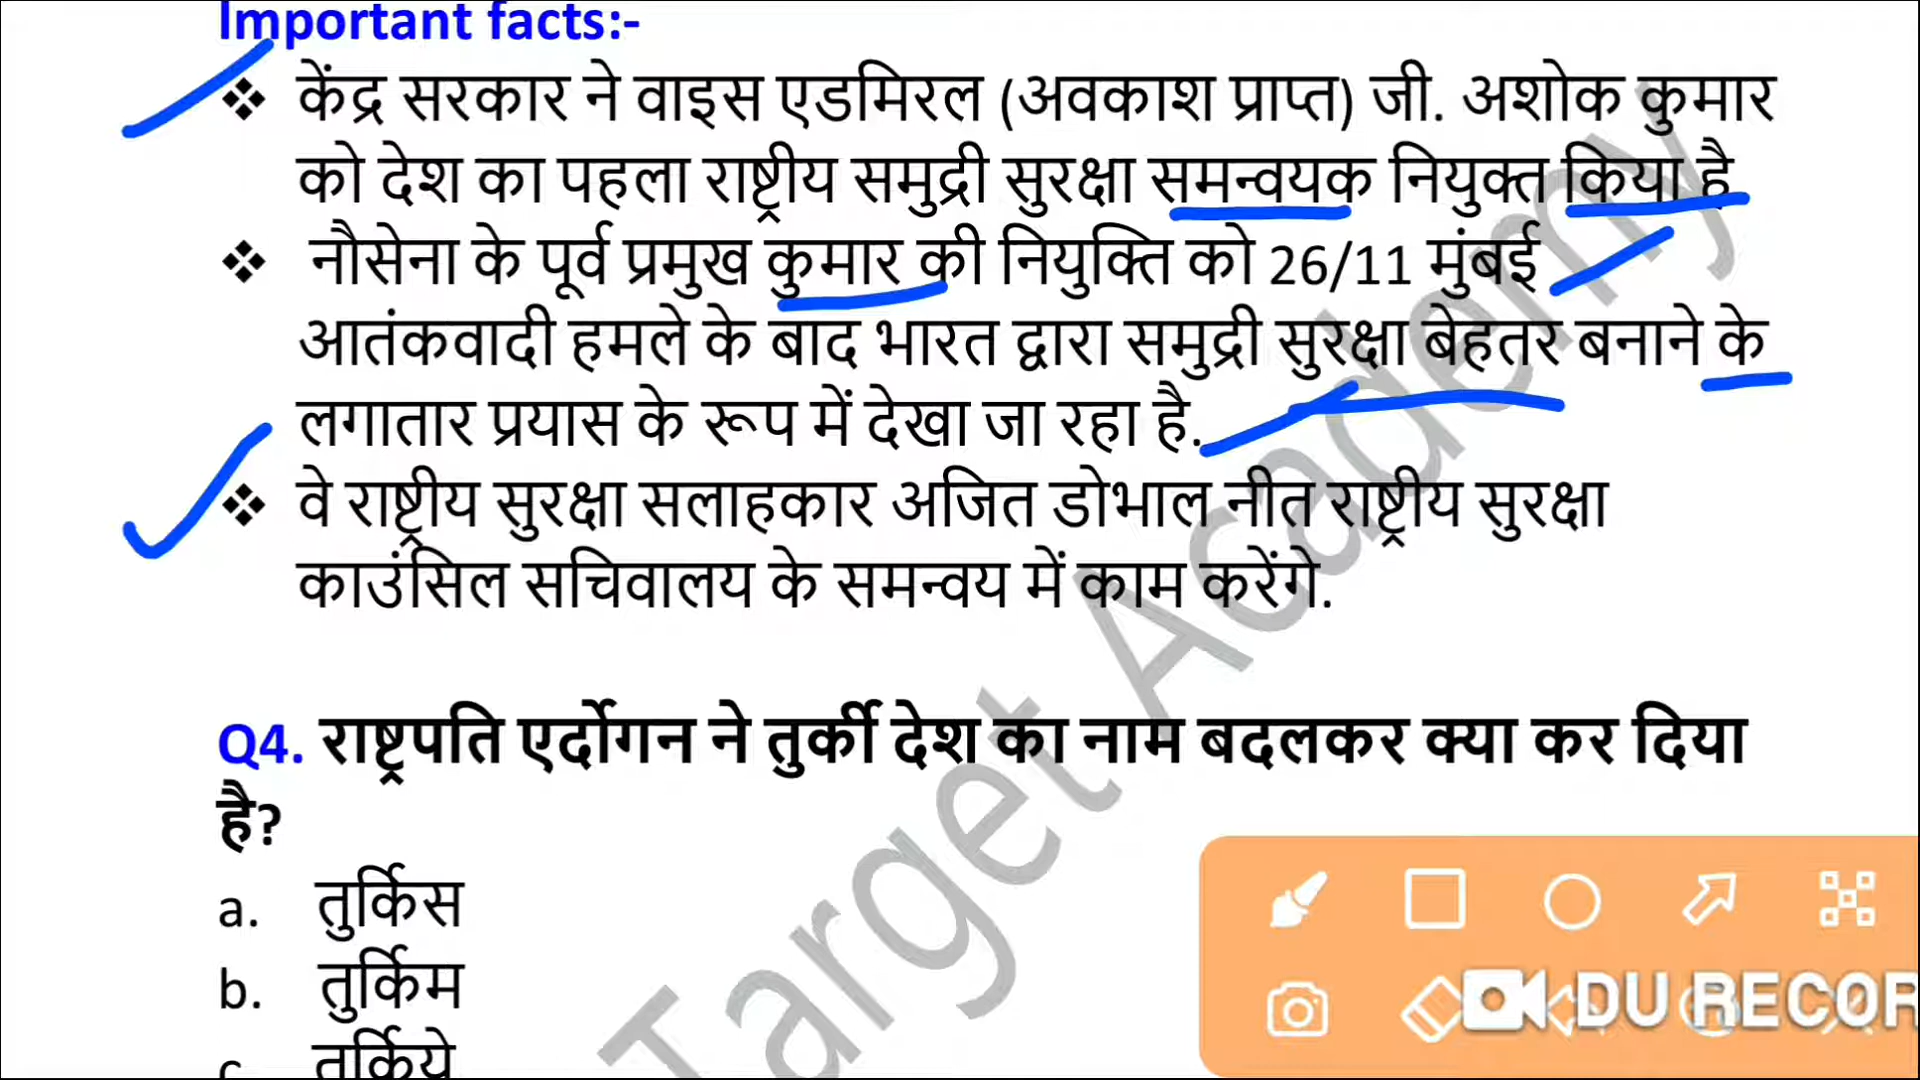 Important facts:-
❖ केंद्र सरकार ने वाइस एडमिरल (अवकाश प्राप्त) जी. अशोक कुमार
को देश का पहला राष्ट्रीय समुद्री सुरक्षा समन्वयक नियुक्त किया है
❖ नौसेना के पूर्व प्रमुख कुमार की नियुक्ति को 26/11 मुंबई
आतंकवादी हमले के बाद भारत द्वारा समुद्री सुरक्षा बेहतर बनाने के
लगातार प्रयास के रूप में देखा जा रहा है.
❖ वे राष्ट्रीय सुरक्षा सलाहकार अजित डोभाल नीत राष्ट्रीय सुरक्षा
काउंसिल सचिवालय के समन्वय में काम करेंगे.
Q4. राष्ट्रपति एर्दोगन ने तुर्की देश का नाम बदलकर क्या कर दिया
है?
a. तुर्किस
b. तुर्किम
c. तुर्किये
Target Academy
DU RECOR